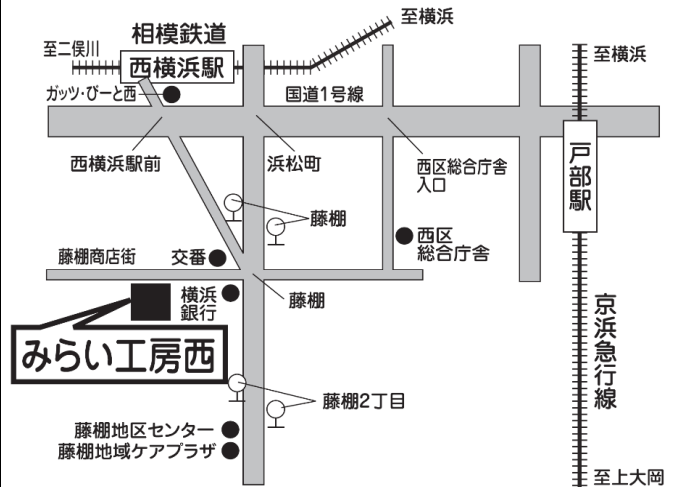 至横浜
相模鉄道
至二俣川
西横浜駅
至横浜
ガッツ・びーと西
国道1号線
西横浜駅前
浜松町
西区総合庁舎
入口
戸部駅
藤棚
西区
総合庁舎
藤棚商店街
交番
横浜
銀行
藤棚
京浜急行線
みらい工房西
藤棚2丁目
藤棚地区センター
藤棚地域ケアプラザ
至上大岡